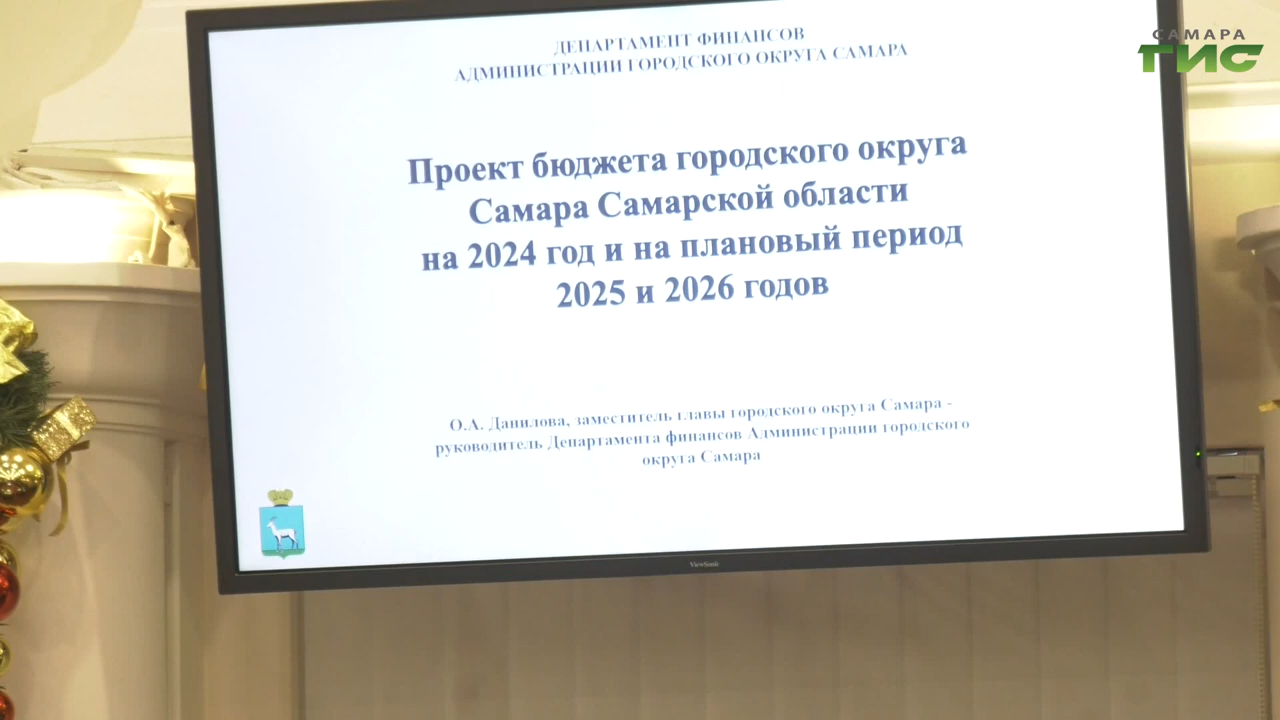 ДЕПАРТАМЕНТ ФИНАНСОВ
АДМИНИСТРАЦИИ ГОРОДСКОГО ОКРУГА САМАРА
САМАРА
ГИС
Проект бюджета городского округа
Самара Самарской области
на 2024 год и на плановый период
2025 и 2026 годов
О.А. Данилова, заместитель главы городского округа Самара -
руководитель Департамента финансов Администрации городского
округа Самара
ViewSonic